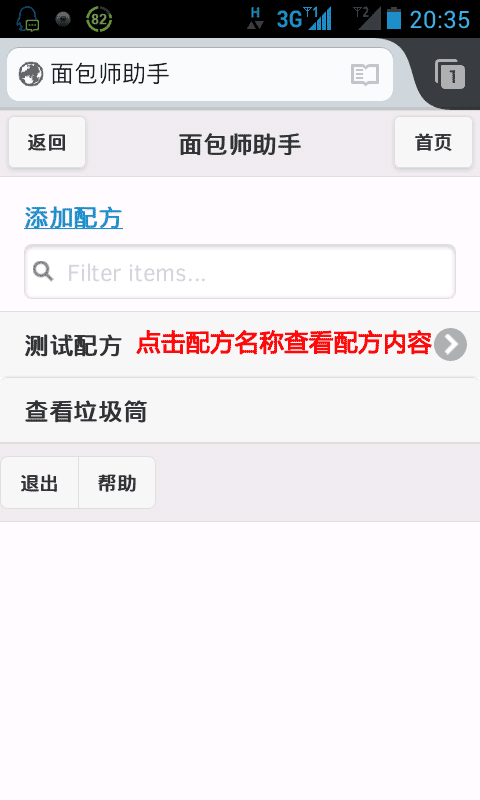 82 H 3G 1 2 20:35
面包师助手 1
返回 面包师助手 首页
添加配方
Filter items...
测试配方 点击配方名称查看配方内容
查看垃圾筒
退出 帮助